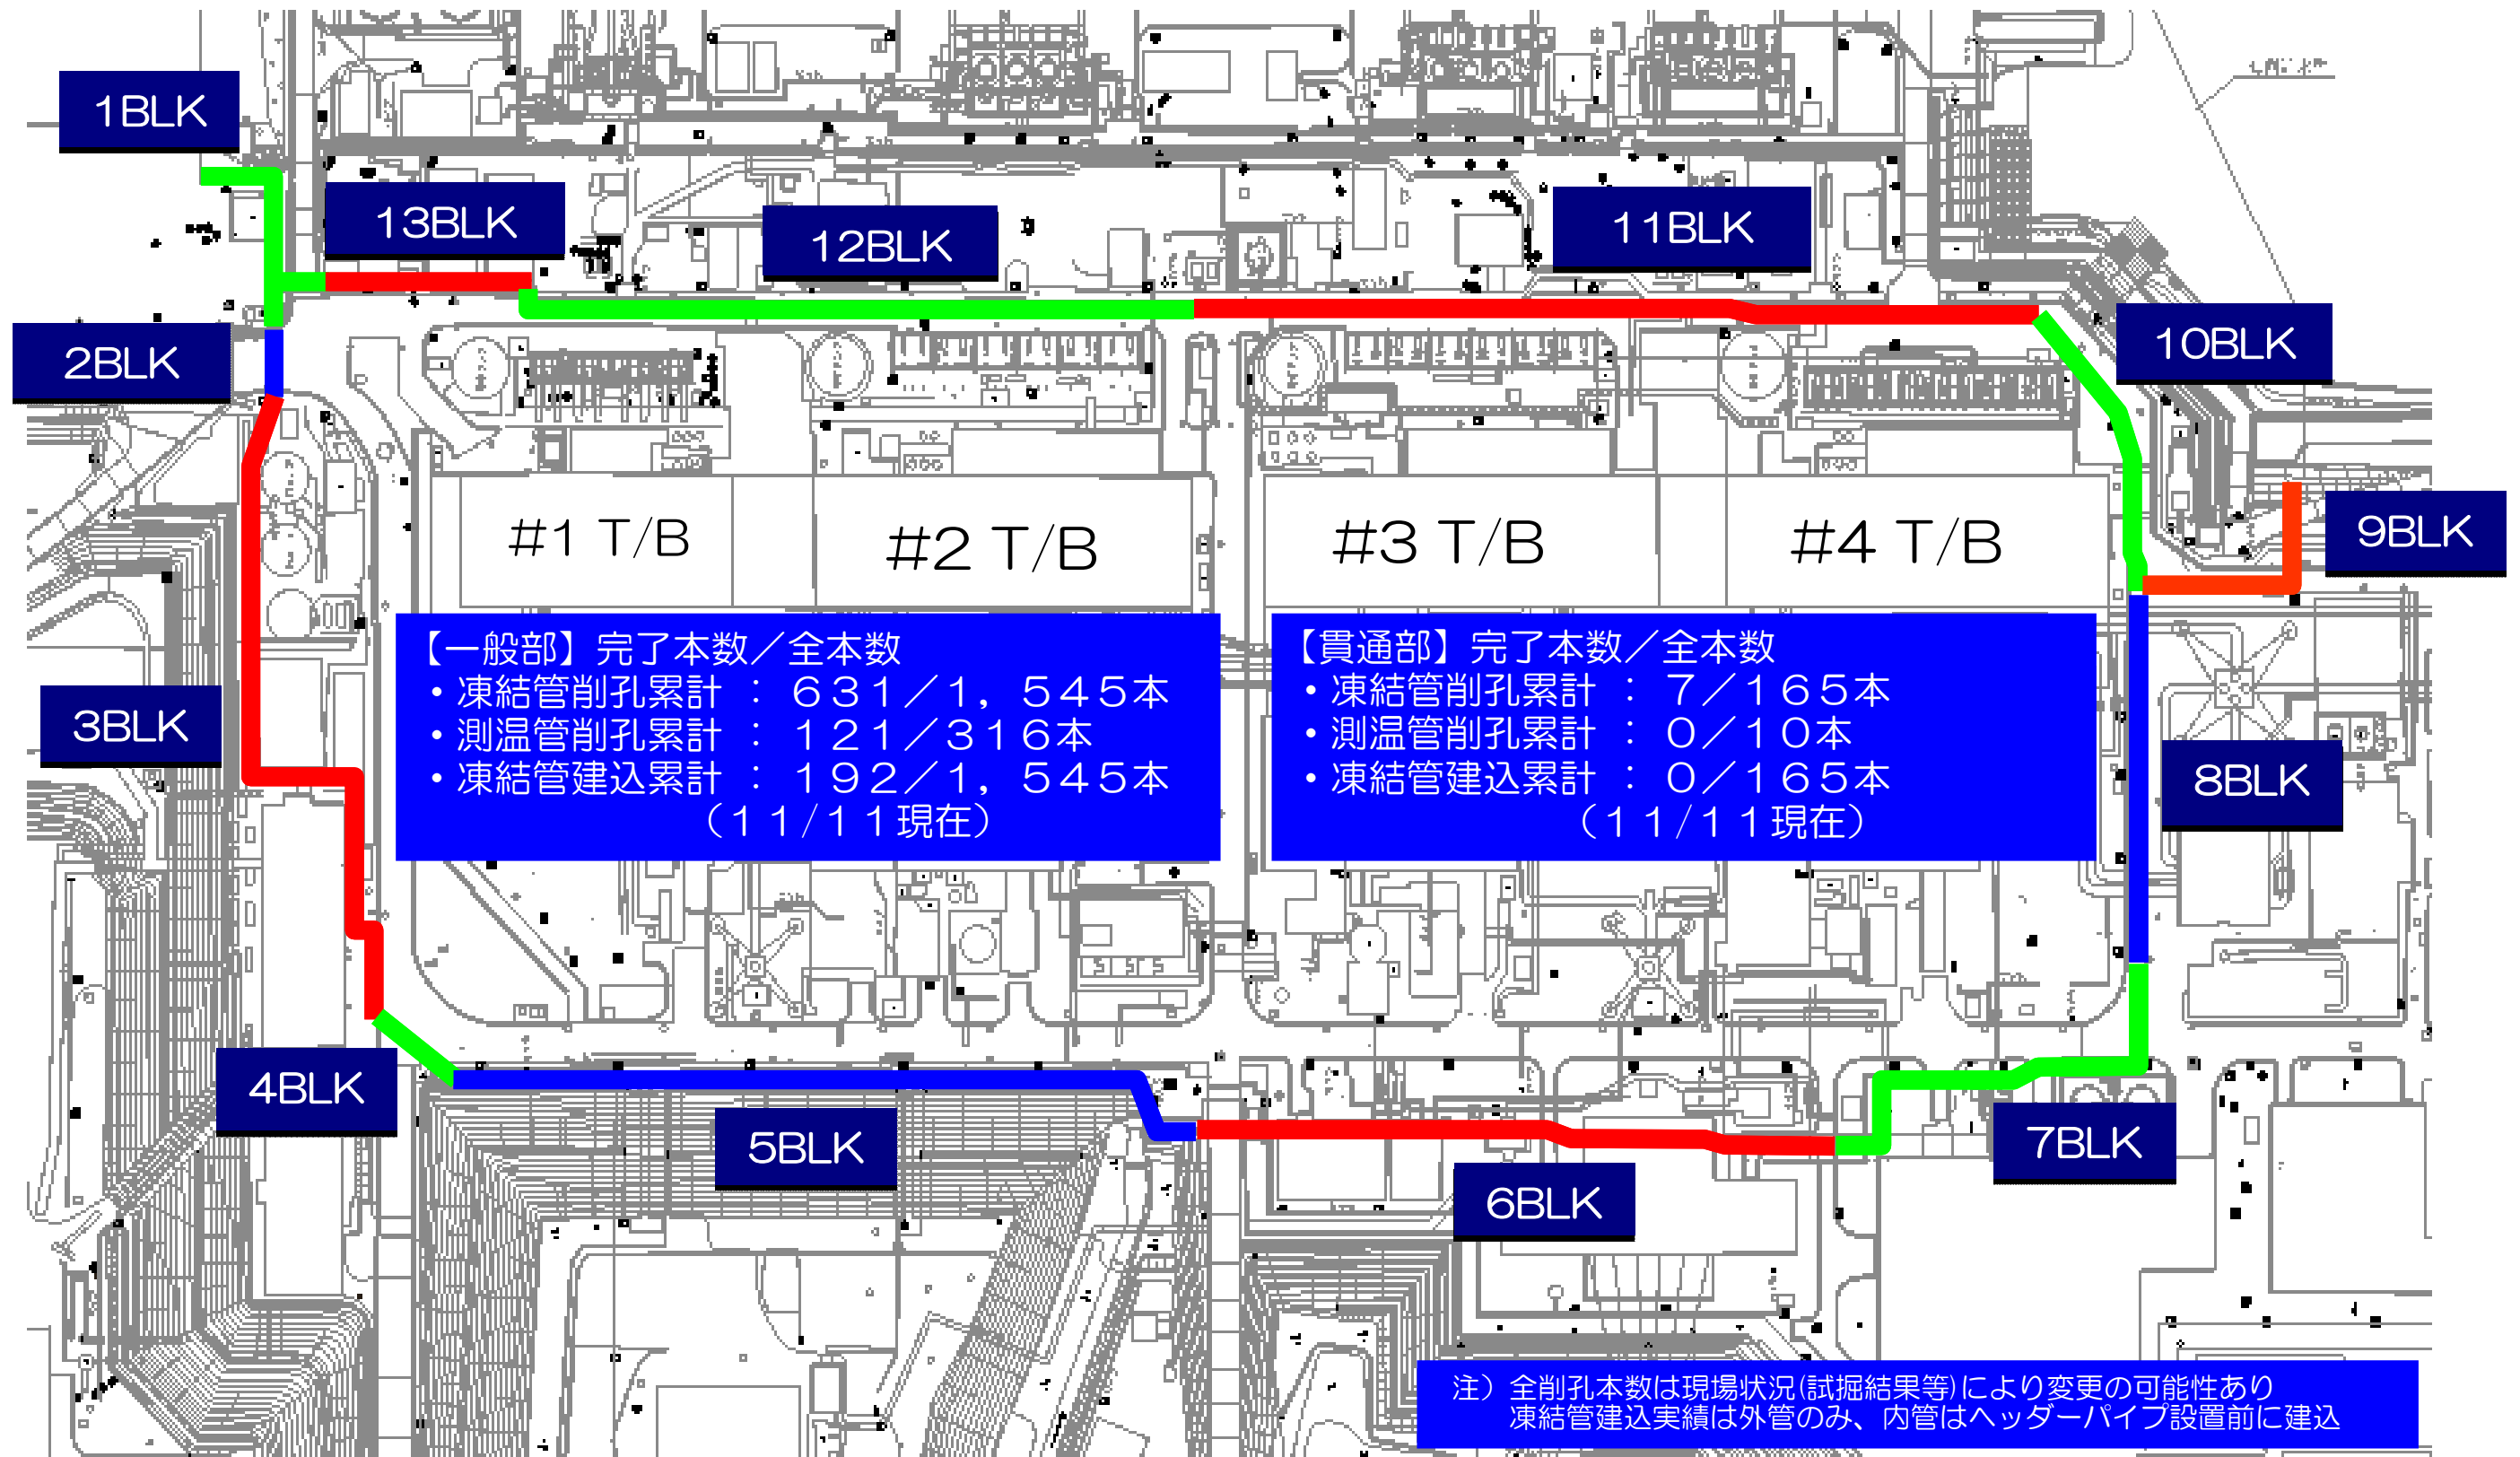 1BLK
13BLK
12BLK
11BLK
2BLK
10BLK
#1 T/B
#2 T/B
#3 T/B
#4 T/B
9BLK
【一般部】完了本数／全本数
・凍結管削孔累計 ： ６３１／１，５４５本
・測温管削孔累計 ： １２１／３１６本
・凍結管建込累計 ： １９２／１，５４５本
（１１/１１現在）
【貫通部】完了本数／全本数
・凍結管削孔累計 ： ７／１６５本
・測温管削孔累計 ： ０／１０本
・凍結管建込累計 ： ０／１６５本
（１１/１１現在）
3BLK
8BLK
4BLK
5BLK
7BLK
6BLK
注）全削孔本数は現場状況(試掘結果等)により変更の可能性あり
凍結管建込実績は外管のみ、内管はヘッダーパイプ設置前に建込